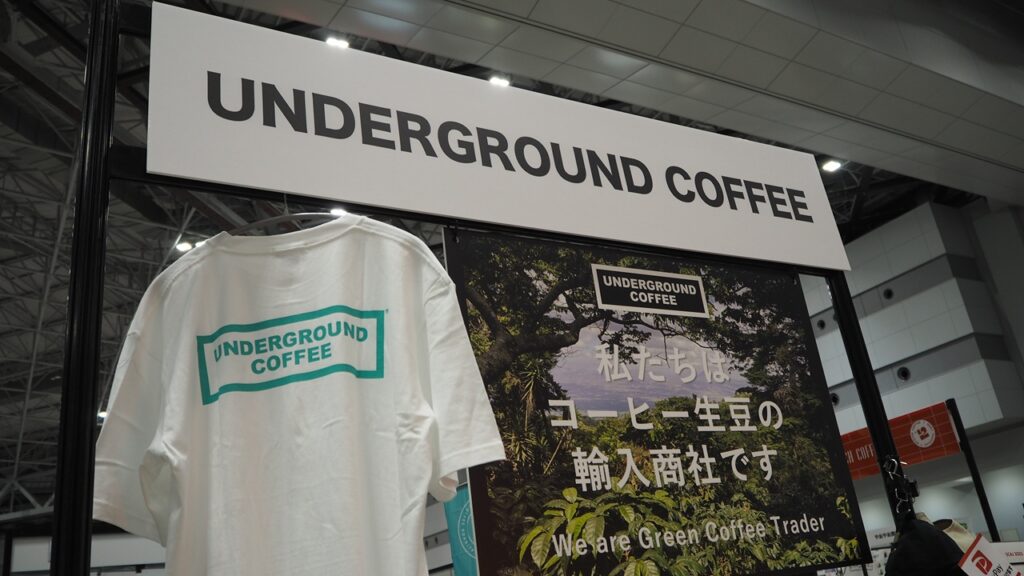 UNDERGROUND COFFEE
UNDERGROUND
COFFEE
UNDERGROUND
COFFEE
私たちは
コーヒー生豆の
輸入商社です
We are Green Coffee Trader